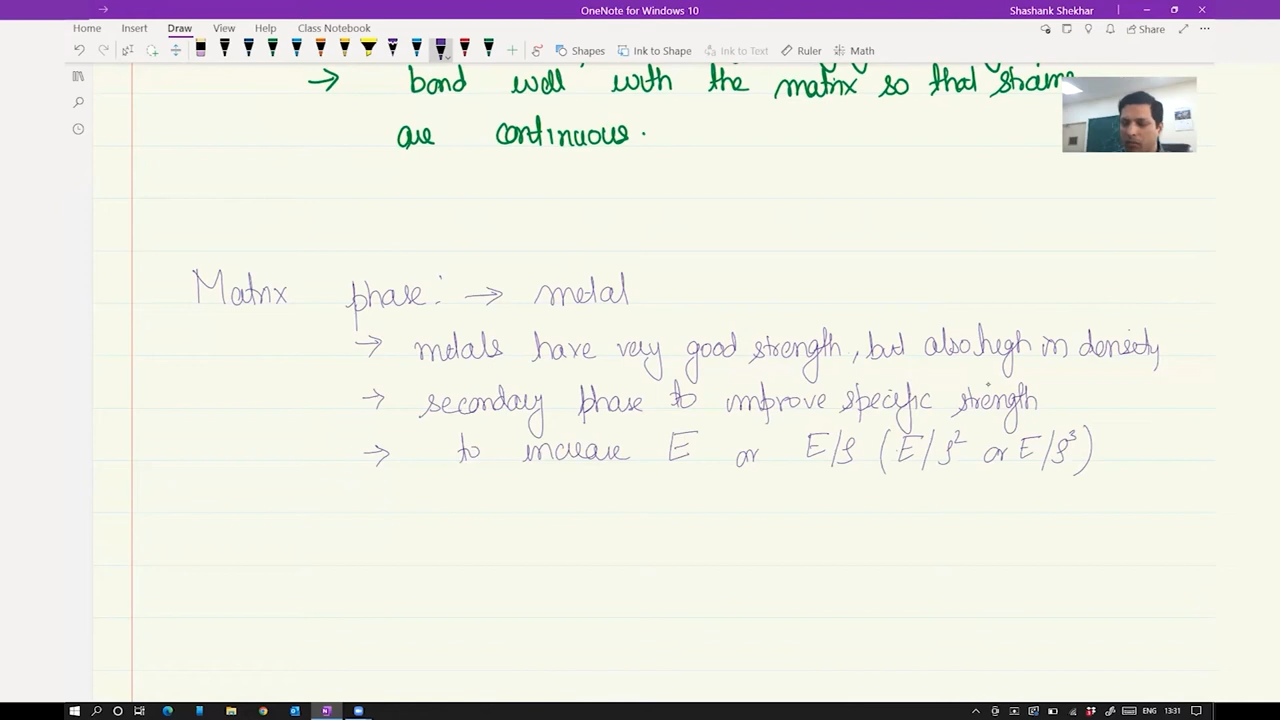 OneNote for Windows 10
Shashank Shekhar
Home Insert Draw View Help Class Notebook
Share
Shapes Ink to Shape Ink to Text Ruler Math
→ bond well with the matrix so that strains
are continuous.
Matrix phase: → metal
→ metals have very good strength, but also high in density
→ secondary phase to improve specific strength
→ to increase E or E/ρ (E/ρ² or E/ρ³)
ENG 13:31